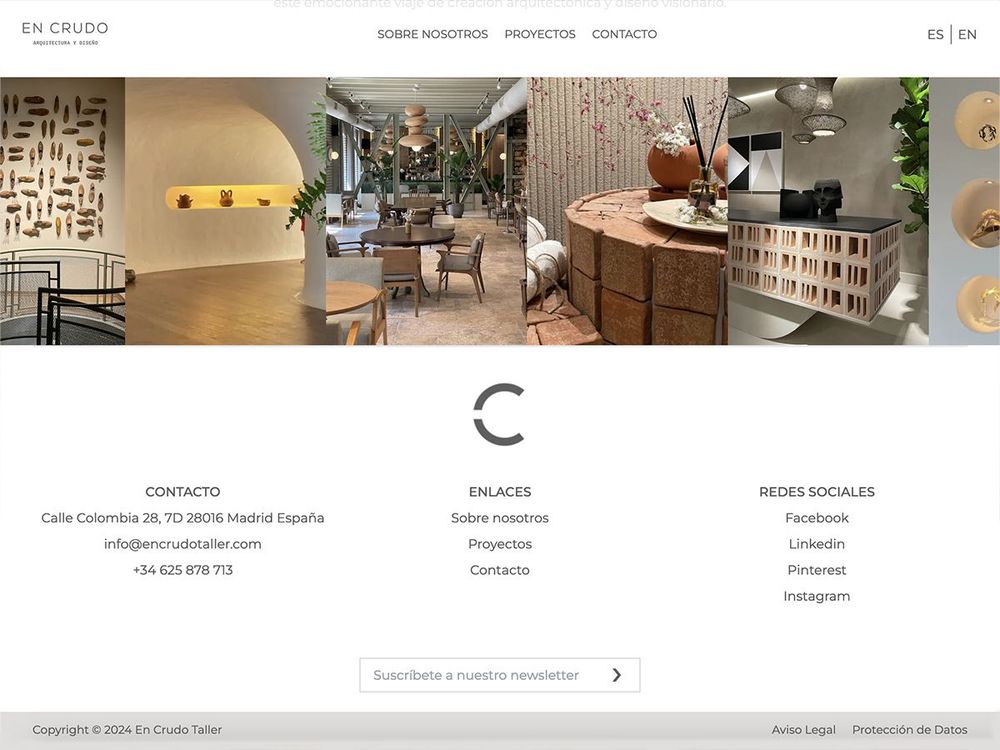 este emocionante viaje de creación arquitectónica y diseño visionario.
EN CRUDO
ARQUITECTURA Y DISEÑO
SOBRE NOSOTROS PROYECTOS CONTACTO
ES EN
CONTACTO
Calle Colombia 28, 7D 28016 Madrid España
info@encrudotaller.com
+34 625 878 713
ENLACES
Sobre nosotros
Proyectos
Contacto
REDES SOCIALES
Facebook
Linkedin
Pinterest
Instagram
Suscríbete a nuestro newsletter
Copyright © 2024 En Crudo Taller
Aviso Legal Protección de Datos